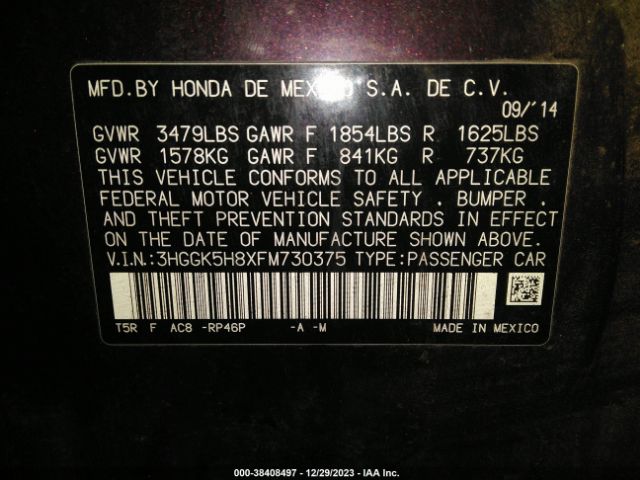 MFD.BY HONDA DE MEXICO S.A. DE C.V.
09/'14
GVWR 3479LBS GAWR F 1854LBS R 1625LBS
GVWR 1578KG GAWR F 841KG R 737KG
THIS VEHICLE CONFORMS TO ALL APPLICABLE
FEDERAL MOTOR VEHICLE SAFETY . BUMPER .
AND THEFT PREVENTION STANDARDS IN EFFECT
ON THE DATE OF MANUFACTURE SHOWN ABOVE.
V.I.N.:3HGGK5H8XFM730375 TYPE:PASSENGER CAR
T5R F AC8 -RP46P -A -M MADE IN MEXICO
000-38408497 - 12/29/2023 - IAA Inc.